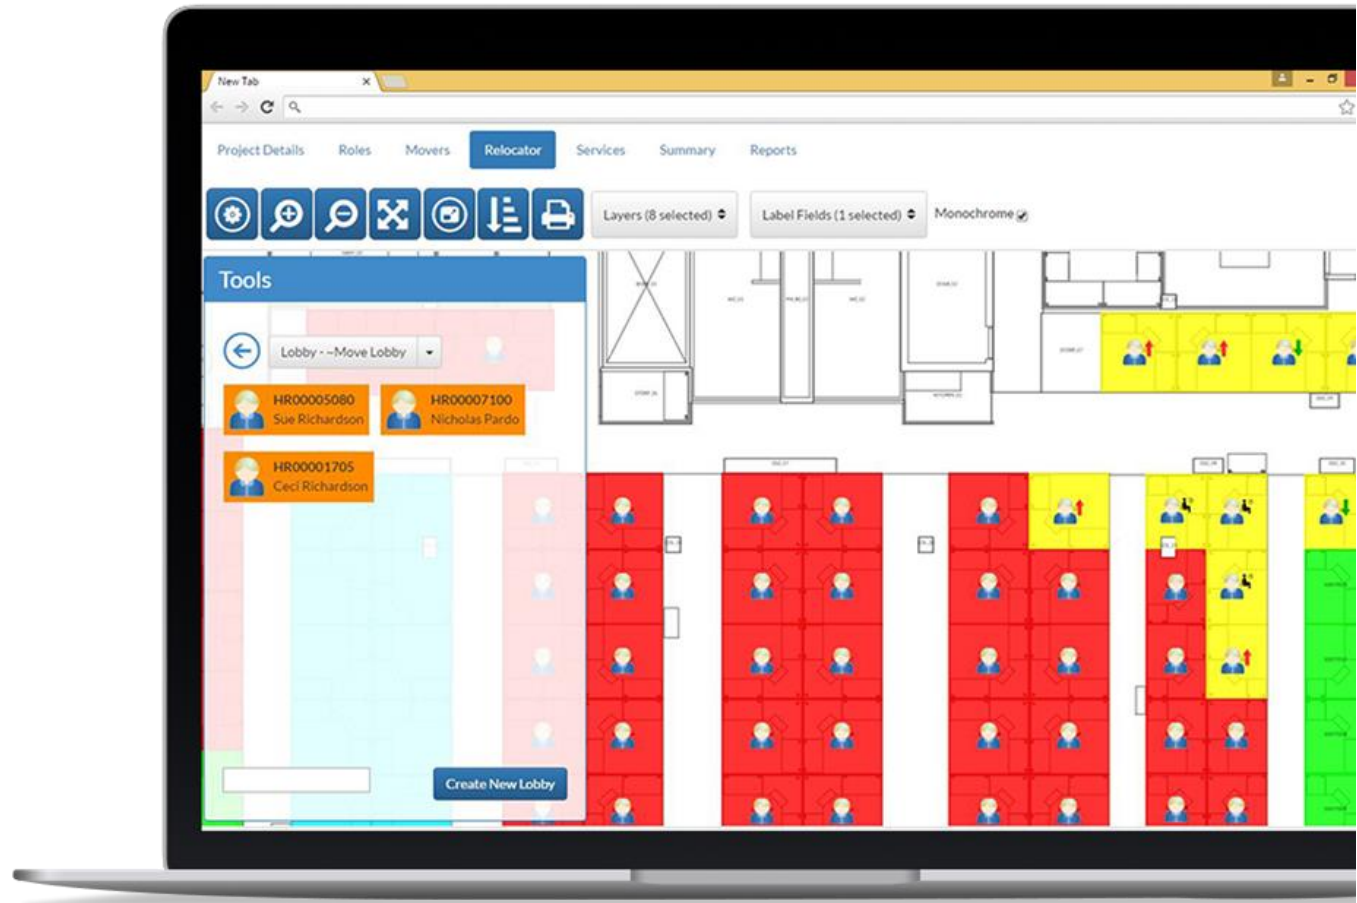 New Tab
Project Details Roles Movers Relocator Services Summary Reports
Layers (8 selected) Label Fields (1 selected) Monochrome
Tools
Lobby - ~Move Lobby
HR00005080
Sue Richardson
HR00007100
Nicholas Pardo
HR00001705
Ceci Richardson
Create New Lobby